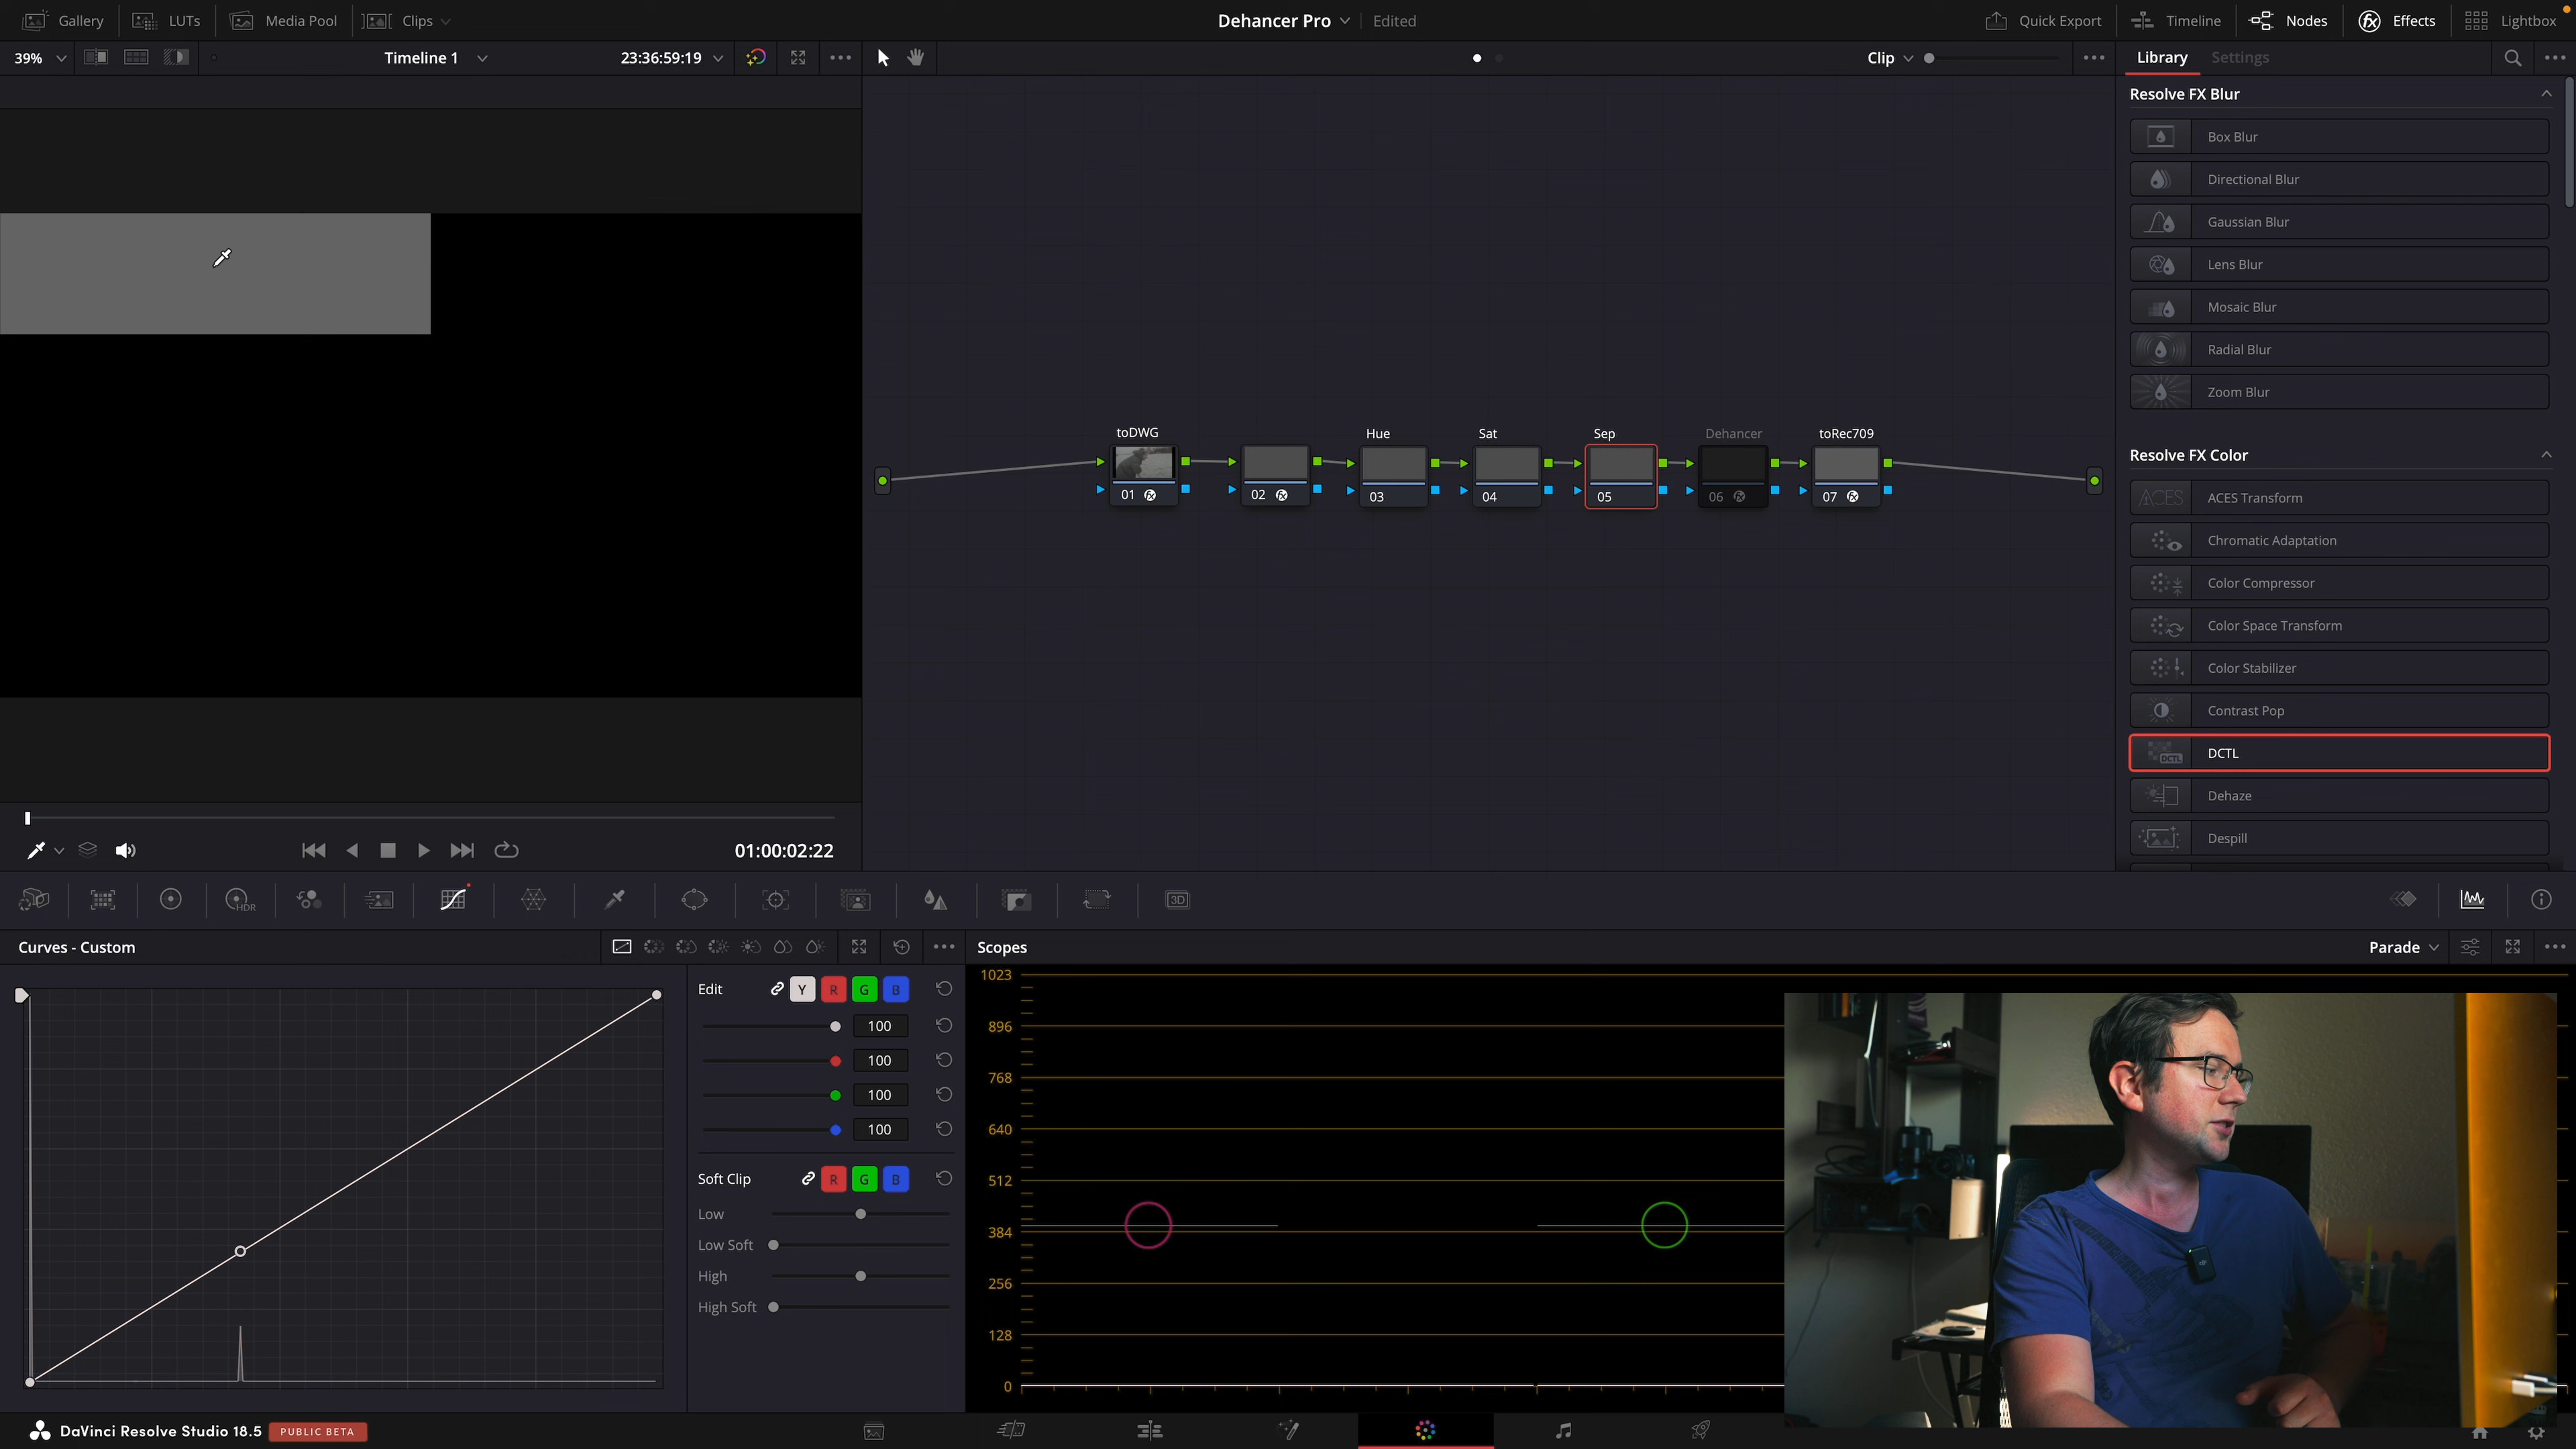 Gallery LUTs Media Pool Clips Dehancer Pro Edited Quick Export Timeline Nodes Effects Lightbox
39% Timeline 1 23:36:59:19 Clip Library Settings
Resolve FX Blur
Box Blur
Directional Blur
Gaussian Blur
Lens Blur
Mosaic Blur
Radial Blur
Zoom Blur
toDWG Hue Sat Sep Dehancer toRec709
01 02 03 04 05 06 07
Resolve FX Color
ACES ACES Transform
Chromatic Adaptation
Color Compressor
Color Space Transform
Color Stabilizer
Contrast Pop
DCTL DCTL
Dehaze
Despill
01:00:02:22
HDR 3D
Curves - Custom
Edit Y R G B
100
100
100
100
Soft Clip R G B
Low
Low Soft
High
High Soft
Scopes Parade
1023
896
768
640
512
384
256
128
0
DaVinci Resolve Studio 18.5 PUBLIC BETA